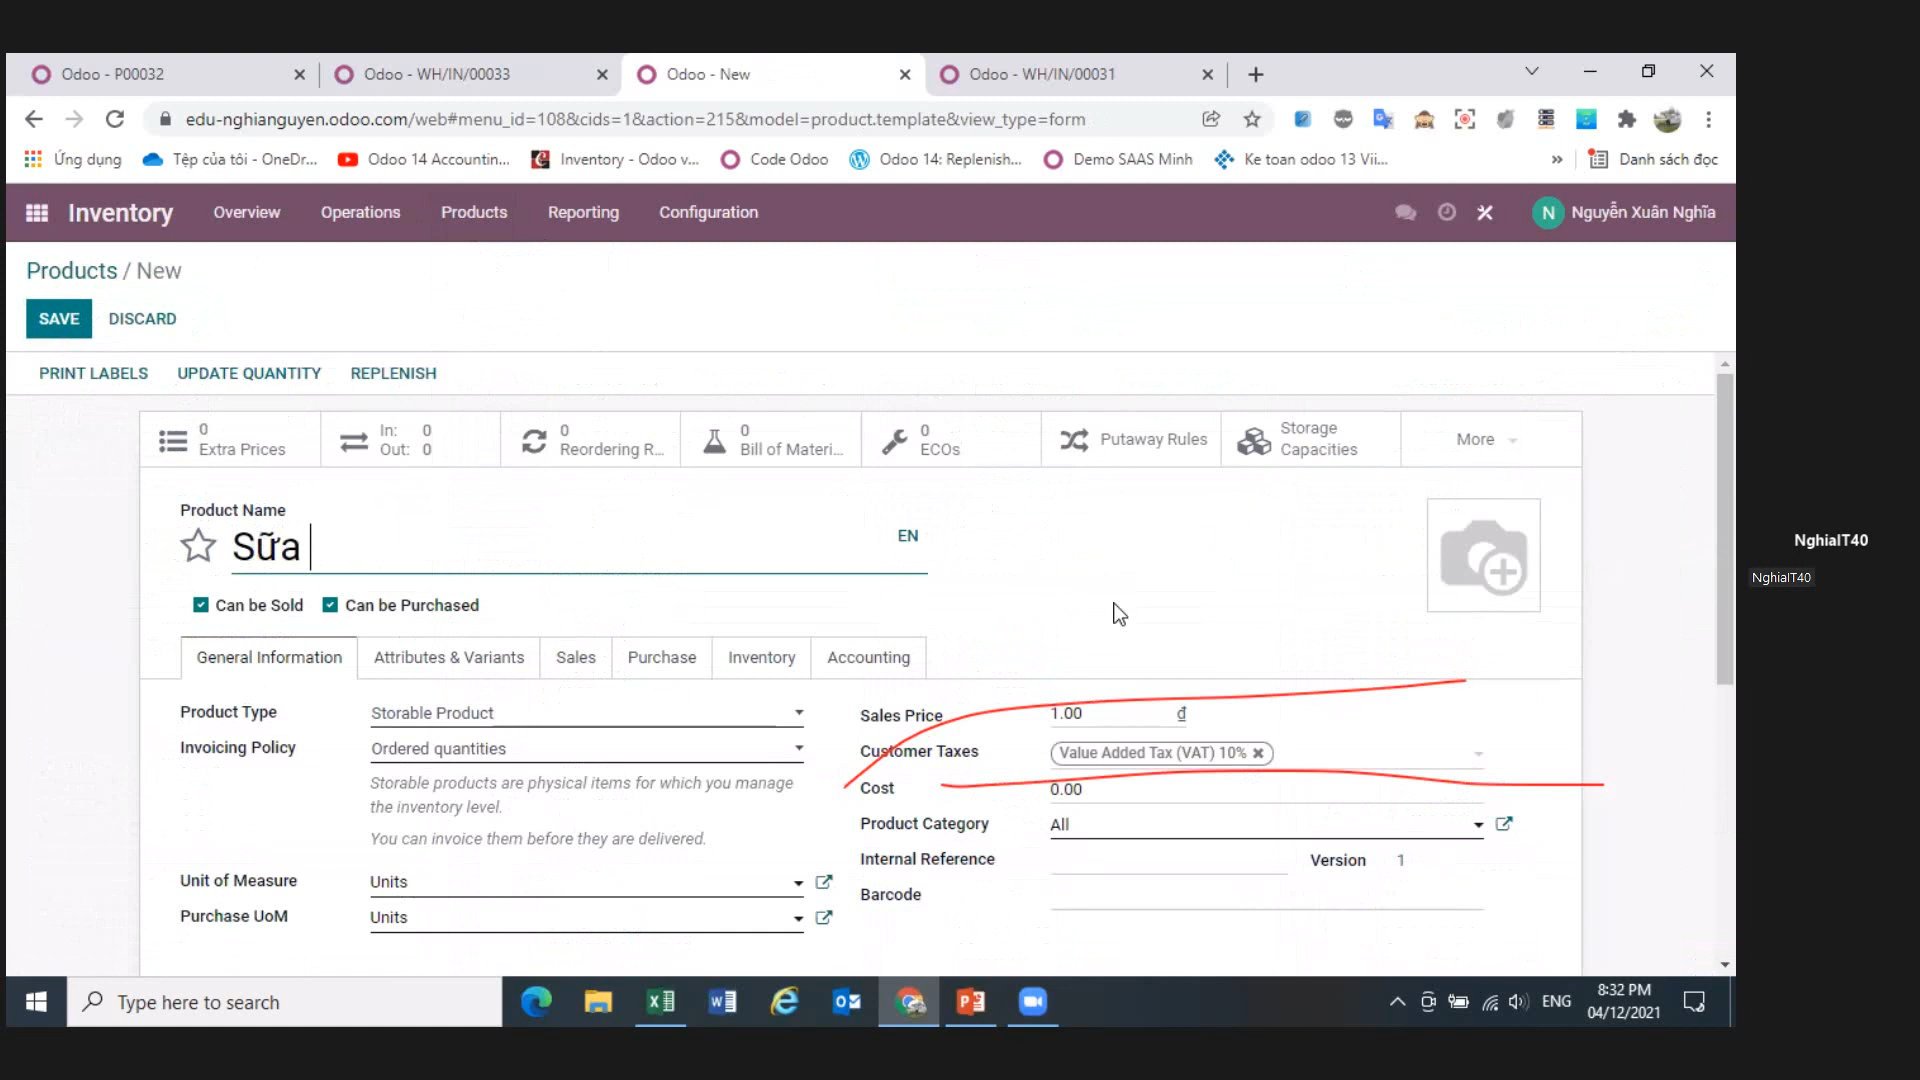 Odoo - P00032
Odoo - WH/IN/00033
Odoo - New
Odoo - WH/IN/00031
edu-nghianguyen.odoo.com/web#menu_id=108&cids=1&action=215&model=product.template&view_type=form
Ứng dụng
Tệp của tôi - OneDr...
Odoo 14 Accountin...
Inventory - Odoo v...
Code Odoo
Odoo 14: Replenish...
Demo SAAS Minh
Ke toan odoo 13 Vii...
»
Danh sách đọc
Inventory
Overview
Operations
Products
Reporting
Configuration
N
Nguyễn Xuân Nghĩa
Products / New
SAVE
DISCARD
PRINT LABELS
UPDATE QUANTITY
REPLENISH
0
Extra Prices
In: 0
Out: 0
0
Reordering R...
0
Bill of Materi...
0
ECOs
Putaway Rules
Storage
Capacities
More
Product Name
Sữa
EN
Can be Sold
Can be Purchased
General Information
Attributes & Variants
Sales
Purchase
Inventory
Accounting
Product Type
Storable Product
Invoicing Policy
Ordered quantities
Storable products are physical items for which you manage
the inventory level.
You can invoice them before they are delivered.
Unit of Measure
Units
Purchase UoM
Units
Sales Price
1.00
₫
Customer Taxes
Value Added Tax (VAT) 10%
Cost
0.00
Product Category
All
Internal Reference
Version 1
Barcode
NghiaIT40
NghiaIT40
Type here to search
ENG
8:32 PM
04/12/2021